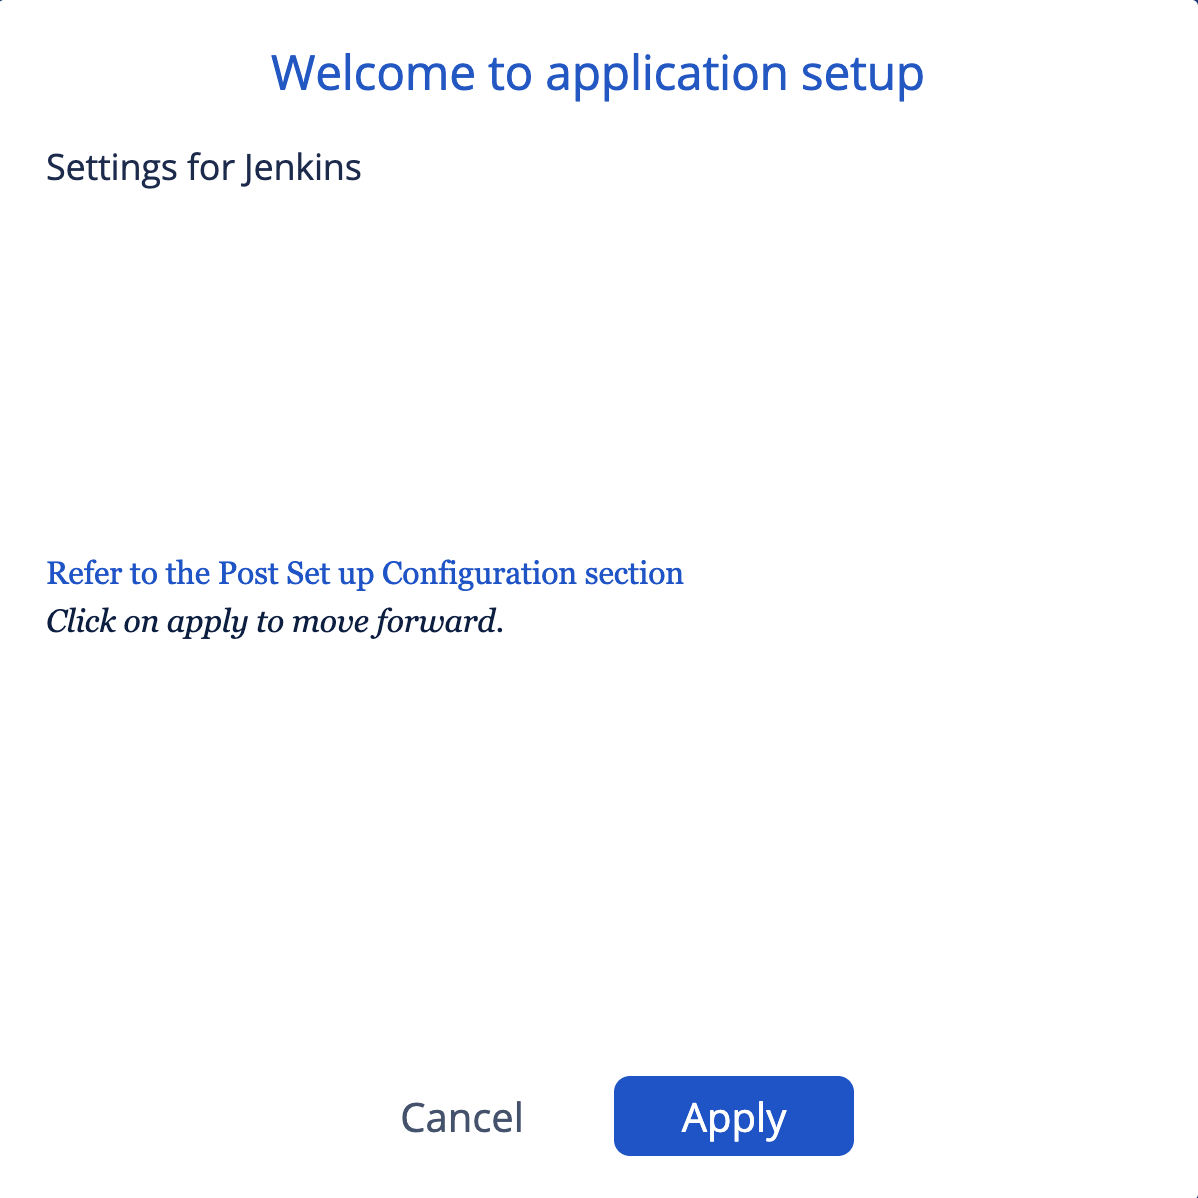 Welcome to application setup
Settings for Jenkins
Refer to the Post Set up Configuration section
Click on apply to move forward.
Cancel
Apply